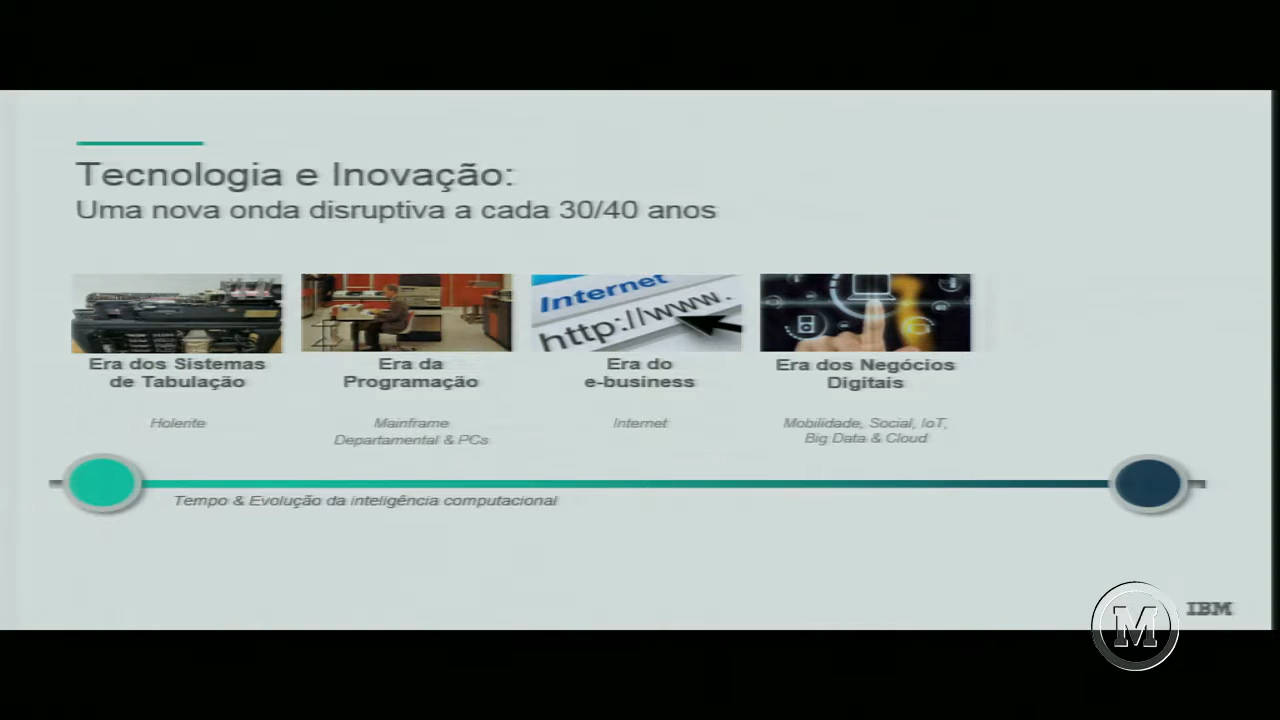 Tecnologia e Inovação:
Uma nova onda disruptiva a cada 30/40 anos
Internet
http://www.
Era dos Sistemas
de Tabulação
Era da
Programação
Era do
e-business
Era dos Negócios
Digitais
Holerite
Mainframe
Departamental & PCs
Internet
Mobilidade, Social, IoT,
Big Data & Cloud
Tempo & Evolução da inteligência computacional
M
IBM